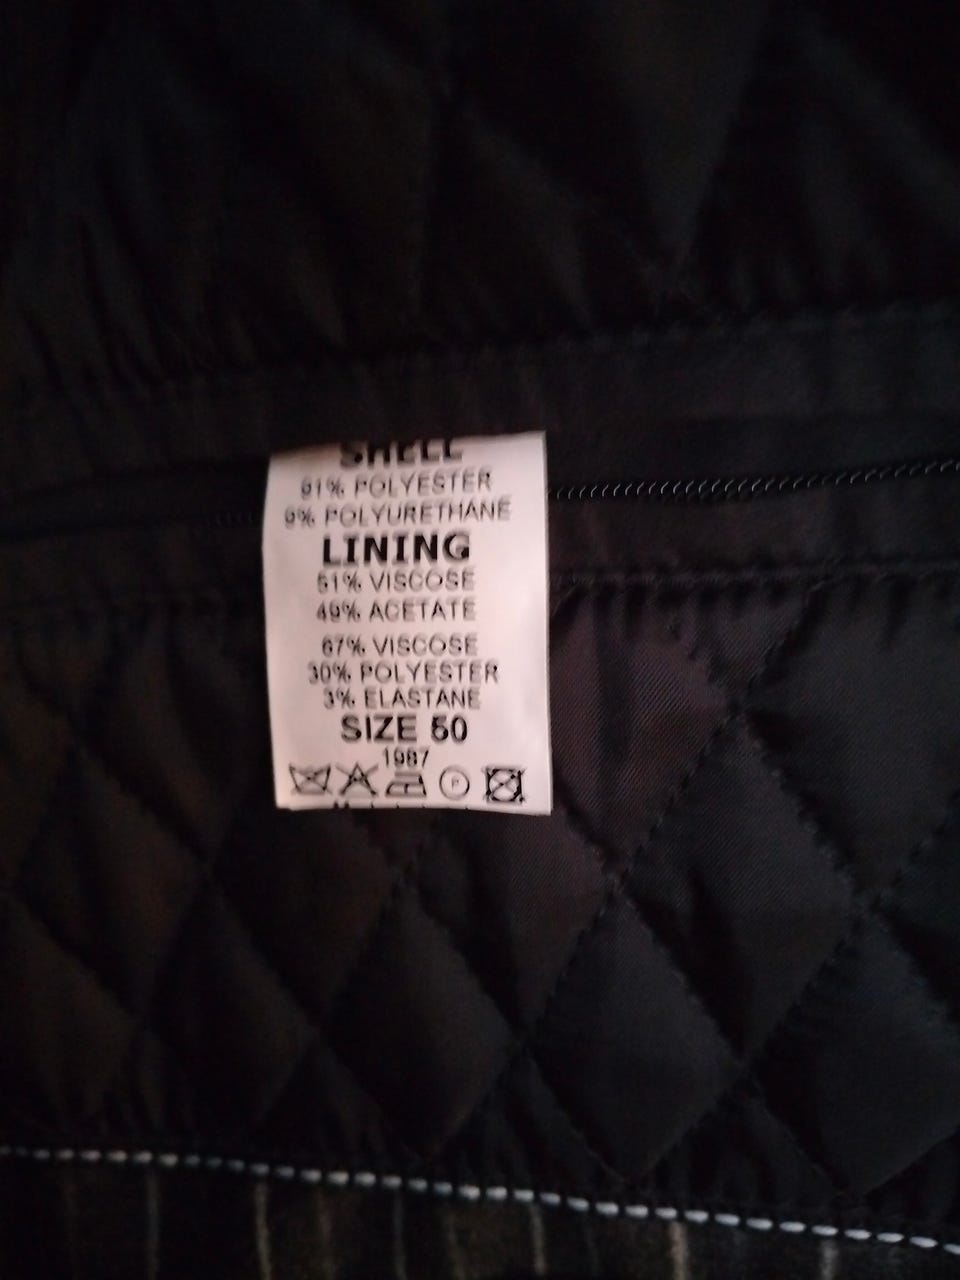 SHELL
91% POLYESTER
9% POLYURETHANE
LINING
51% VISCOSE
49% ACETATE
67% VISCOSE
30% POLYESTER
3% ELASTANE
SIZE 50
1987
P